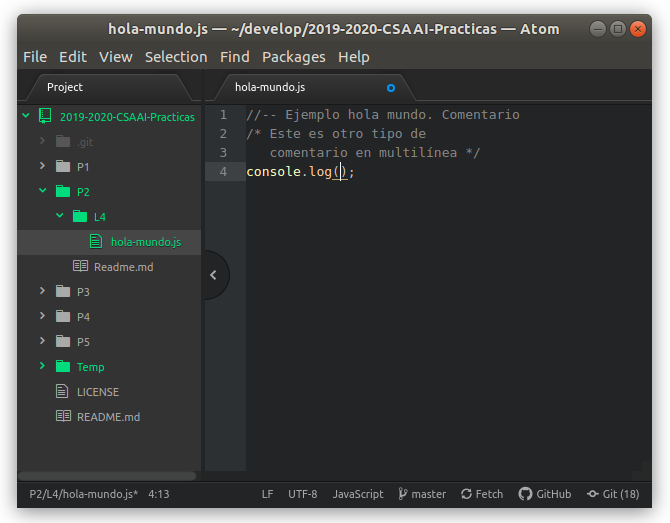 hola-mundo.js — ~/develop/2019-2020-CSAAI-Practicas — Atom
File Edit View Selection Find Packages Help
Project
hola-mundo.js
2019-2020-CSAAI-Practicas
.git
P1
P2
L4
hola-mundo.js
Readme.md
P3
P4
P5
Temp
LICENSE
README.md
1 //-- Ejemplo hola mundo. Comentario
2 /* Este es otro tipo de
3 comentario en multilínea */
4 console.log();
P2/L4/hola-mundo.js* 4:13 LF UTF-8 JavaScript master Fetch GitHub Git (18)